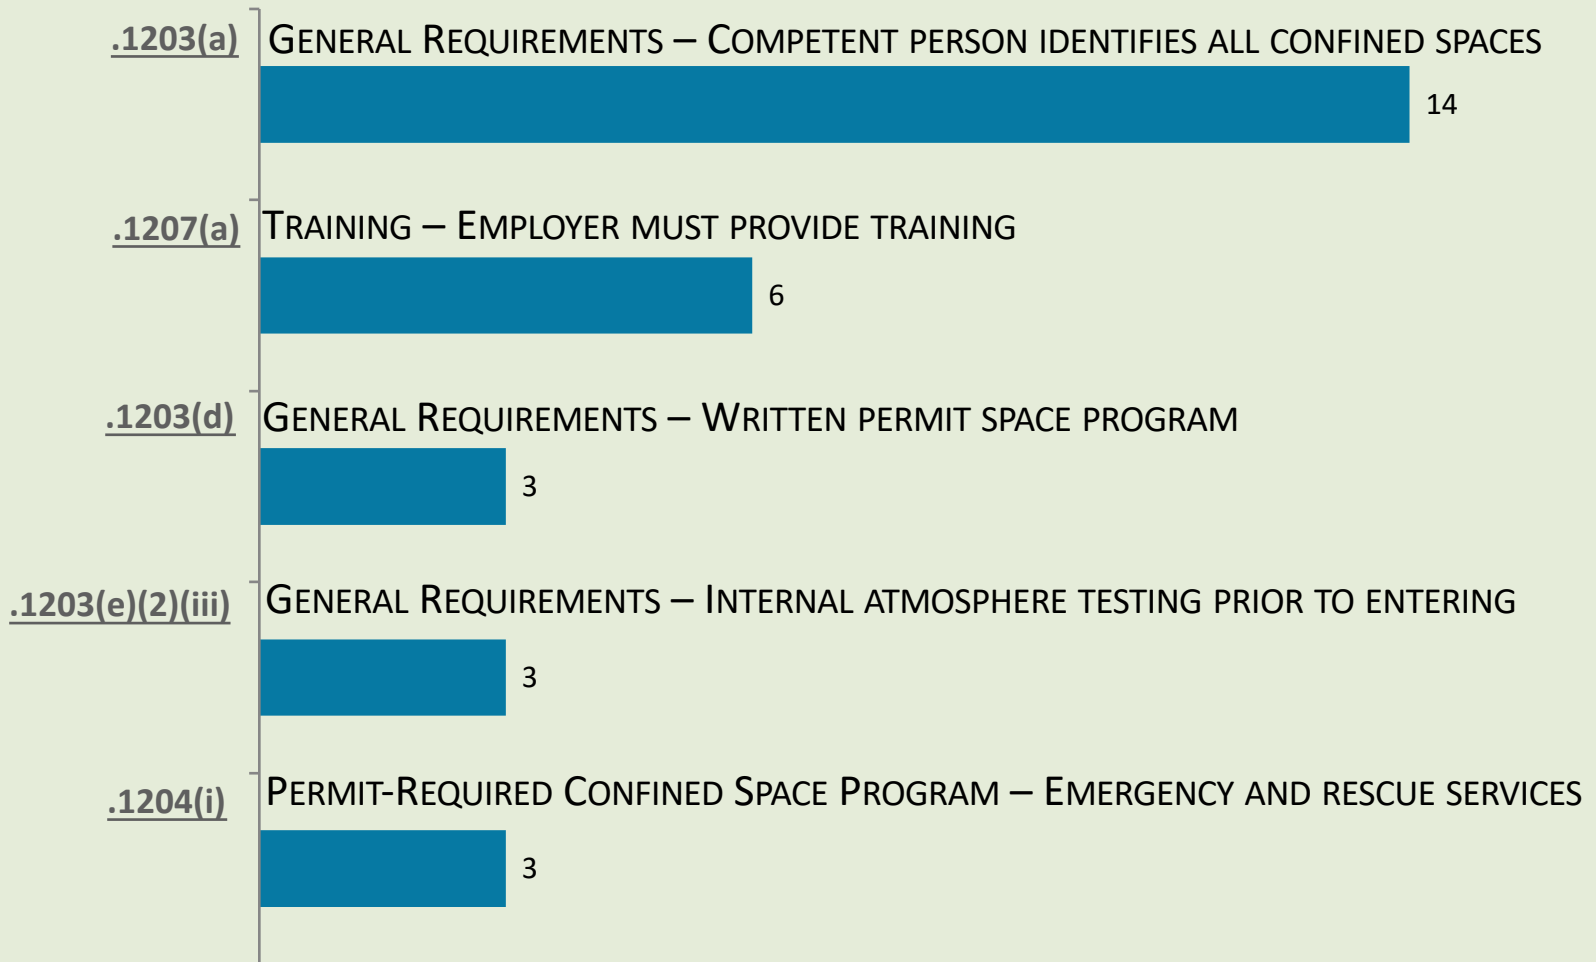 .1203(a) General Requirements – Competent person identifies all confined spaces
14
.1207(a) Training – Employer must provide training
6
.1203(d) General Requirements – Written permit space program
3
.1203(e)(2)(iii) General Requirements – Internal atmosphere testing prior to entering
3
.1204(i) Permit-Required Confined Space Program – Emergency and rescue services
3